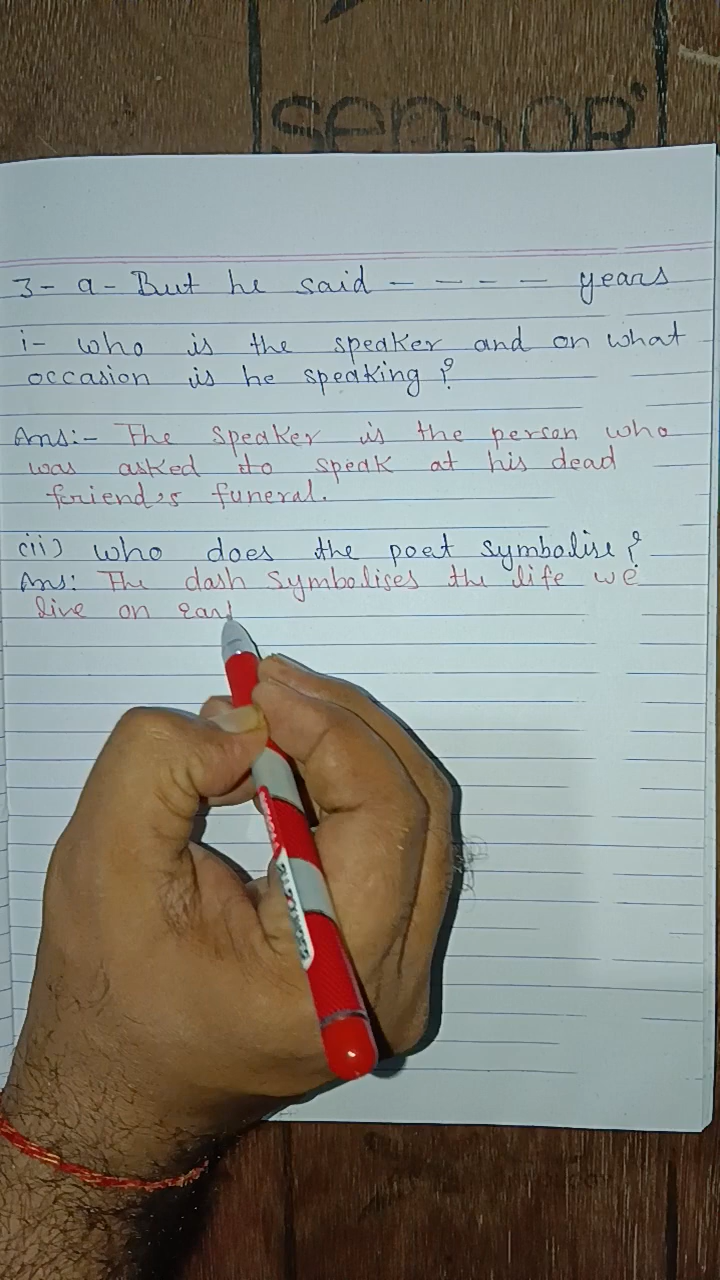 senSOR
3- a- But he said - - - - years
i- who is the speaker and on what
occasion is he speaking ?
Ans:- The speaker is the person who
was asked to speak at his dead
friend's funeral.
(ii) who does the poet symbolise ?
Ans: The dash symbolises the life we
live on eart